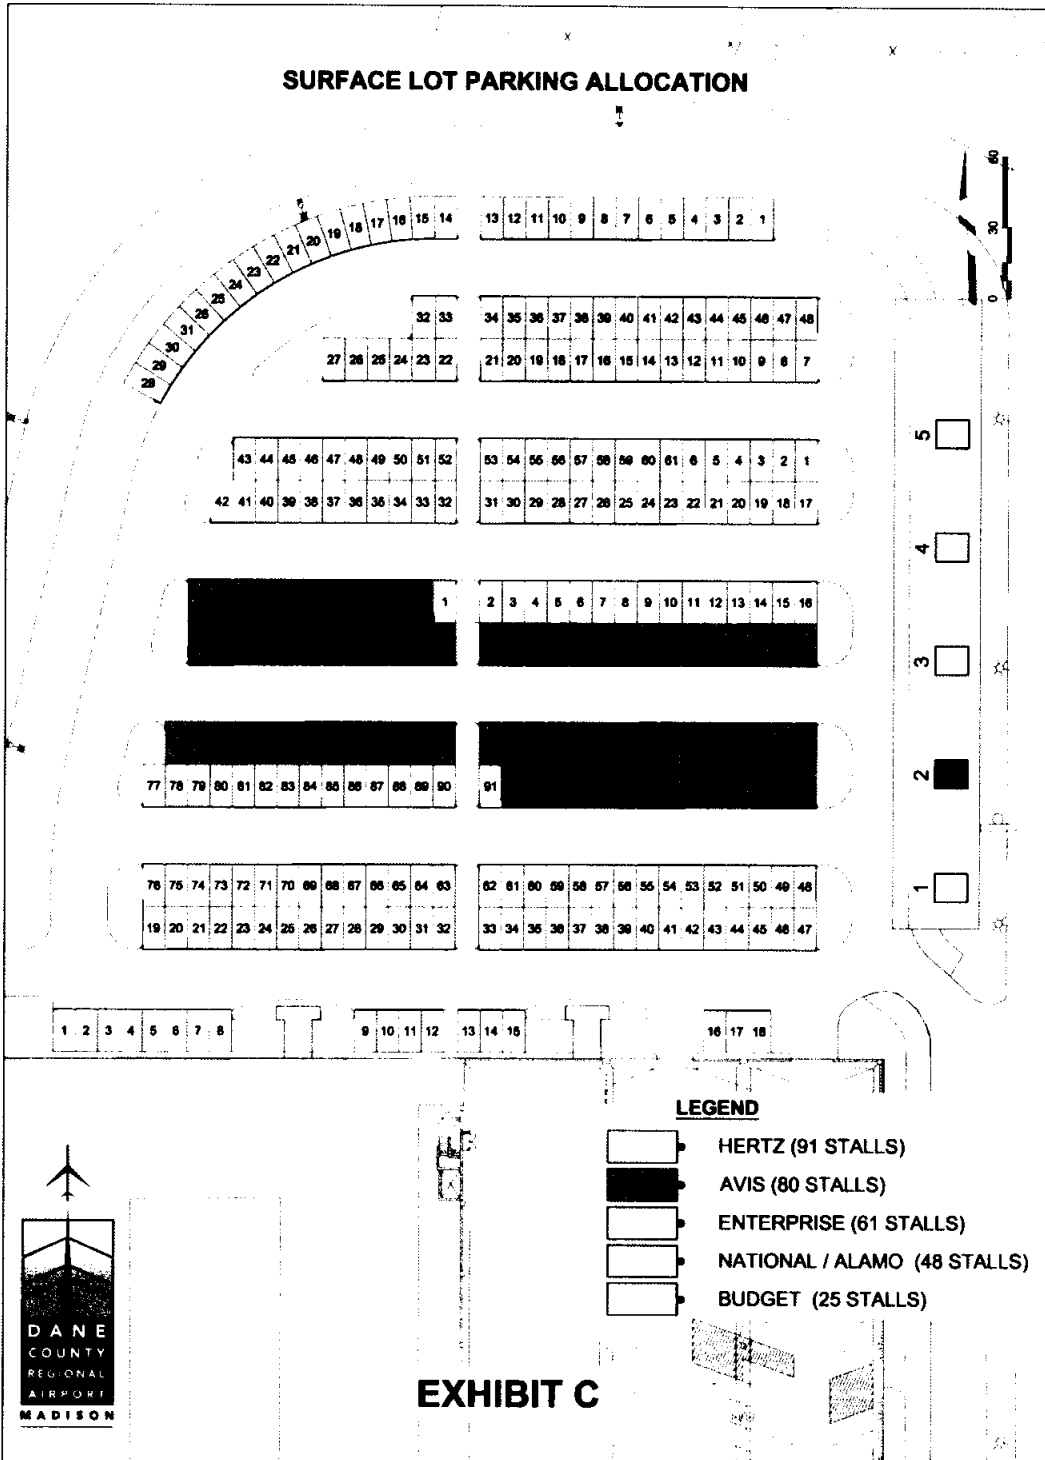 SURFACE LOT PARKING ALLOCATION
60
30
0
31 30 29 28 26 25 24 23 22 21 20 19 18 17 16 15 14 13 12 11 10 9 8 7 6 5 4 3 2 1
32 33 34 35 36 37 38 39 40 41 42 43 44 45 46 47 48
27 26 25 24 23 22 21 20 19 18 17 16 15 14 13 12 11 10 9 8 7
43 44 45 46 47 48 49 50 51 52 53 54 55 56 57 58 59 60 61 6 5 4 3 2 1
42 41 40 39 38 37 36 35 34 33 32 31 30 29 28 27 26 25 24 23 22 21 20 19 18 17
1 2 3 4 5 6 7 8 9 10 11 12 13 14 15 16
77 78 79 80 81 82 83 84 85 86 87 88 89 90 91
76 75 74 73 72 71 70 69 68 67 66 65 64 63 62 61 60 59 58 57 56 55 54 53 52 51 50 49 48
19 20 21 22 23 24 25 26 27 28 29 30 31 32 33 34 35 36 37 38 39 40 41 42 43 44 45 46 47
1 2 3 4 5 6 7 8 9 10 11 12 13 14 15 16 17 18
5
4
3
2
1
LEGEND
HERTZ (91 STALLS)
AVIS (80 STALLS)
ENTERPRISE (61 STALLS)
NATIONAL / ALAMO (48 STALLS)
BUDGET (25 STALLS)
DANE
COUNTY
REGIONAL
AIRPORT
MADISON
EXHIBIT C